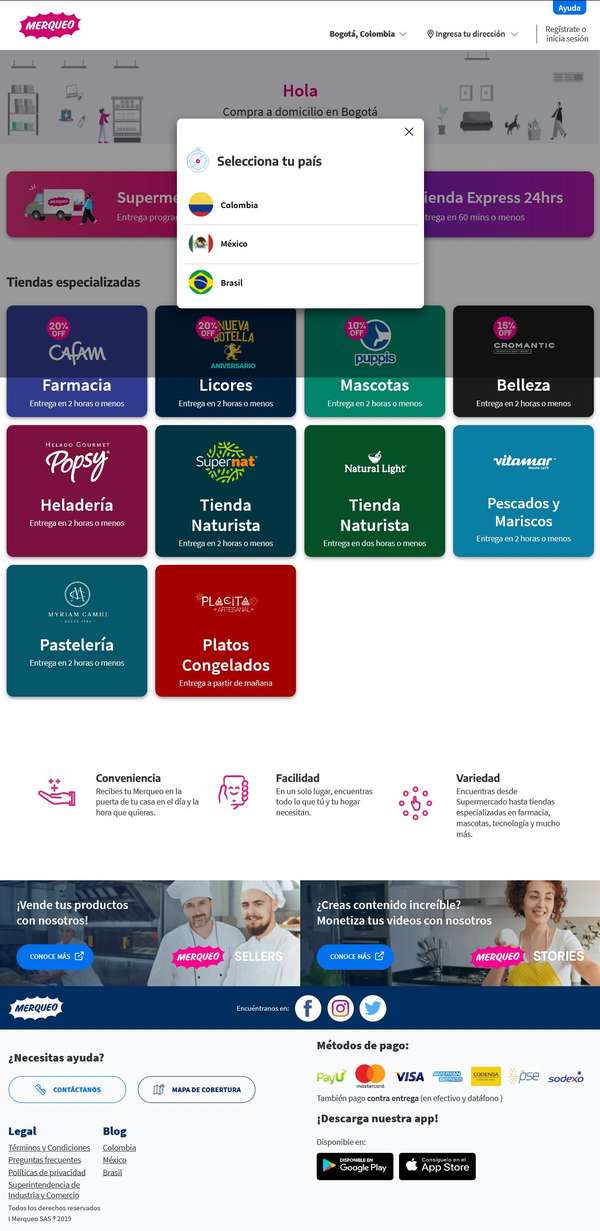 Ayuda
MERQUEO
Bogotá, Colombia
Ingresa tu dirección
Regístrate o
inicia sesión
Hola
Compra a domicilio en Bogotá
Selecciona tu país
Colombia
México
Brasil
Superme
Entrega progra
ienda Express 24hrs
trega en 60 mins o menos
Tiendas especializadas
20% OFF
CAFAM
Farmacia
Entrega en 2 horas o menos
20% OFF
NUEVA
BOTELLA
ANIVERSARIO
Licores
Entrega en 2 horas o menos
10% OFF
puppis
Mascotas
Entrega en 2 horas o menos
15% OFF
CROMANTIC
Belleza
Entrega en 2 horas o menos
HELADO GOURMET
Popsy
Heladería
Entrega en 2 horas o menos
Supernat
Tienda
Naturista
Entrega en 2 horas o menos
Natural Light
Tienda
Naturista
Entrega en dos horas o menos
vitamar
Pescados y
Mariscos
Entrega en 2 horas o menos
MYRIAM CAMHI
Pastelería
Entrega en 2 horas o menos
PLACITA
ARTESANAL
Platos
Congelados
Entrega a partir de mañana
Conveniencia
Recibes tu Merqueo en la
puerta de tu casa en el día y la
hora que quieras.
Facilidad
En un solo lugar, encuentras
todo lo que tú y tu hogar
necesitan.
Variedad
Encuentras desde
Supermercado hasta tiendas
especializadas en farmacia,
mascotas, tecnología y mucho
más.
¡Vende tus productos
con nosotros!
CONOCE MÁS
MERQUEO SELLERS
¿Creas contenido increíble?
Monetiza tus videos con nosotros
CONOCE MÁS
MERQUEO STORIES
MERQUEO
Encuéntranos en:
¿Necesitas ayuda?
CONTÁCTANOS
MAPA DE COBERTURA
Legal
Términos y Condiciones
Preguntas frecuentes
Políticas de privacidad
Superintendencia de
Industria y Comercio
Blog
Colombia
México
Brasil
Todos los derechos reservados
I Merqueo SAS ® 2019
Métodos de pago:
PayU
mastercard
VISA
AMERICAN EXPRESS
CODENSA
pse
sodexo
También pago contra entrega (en efectivo y datáfono )
¡Descarga nuestra app!
Disponible en:
DISPONIBLE EN
Google Play
Consíguelo en el
App Store